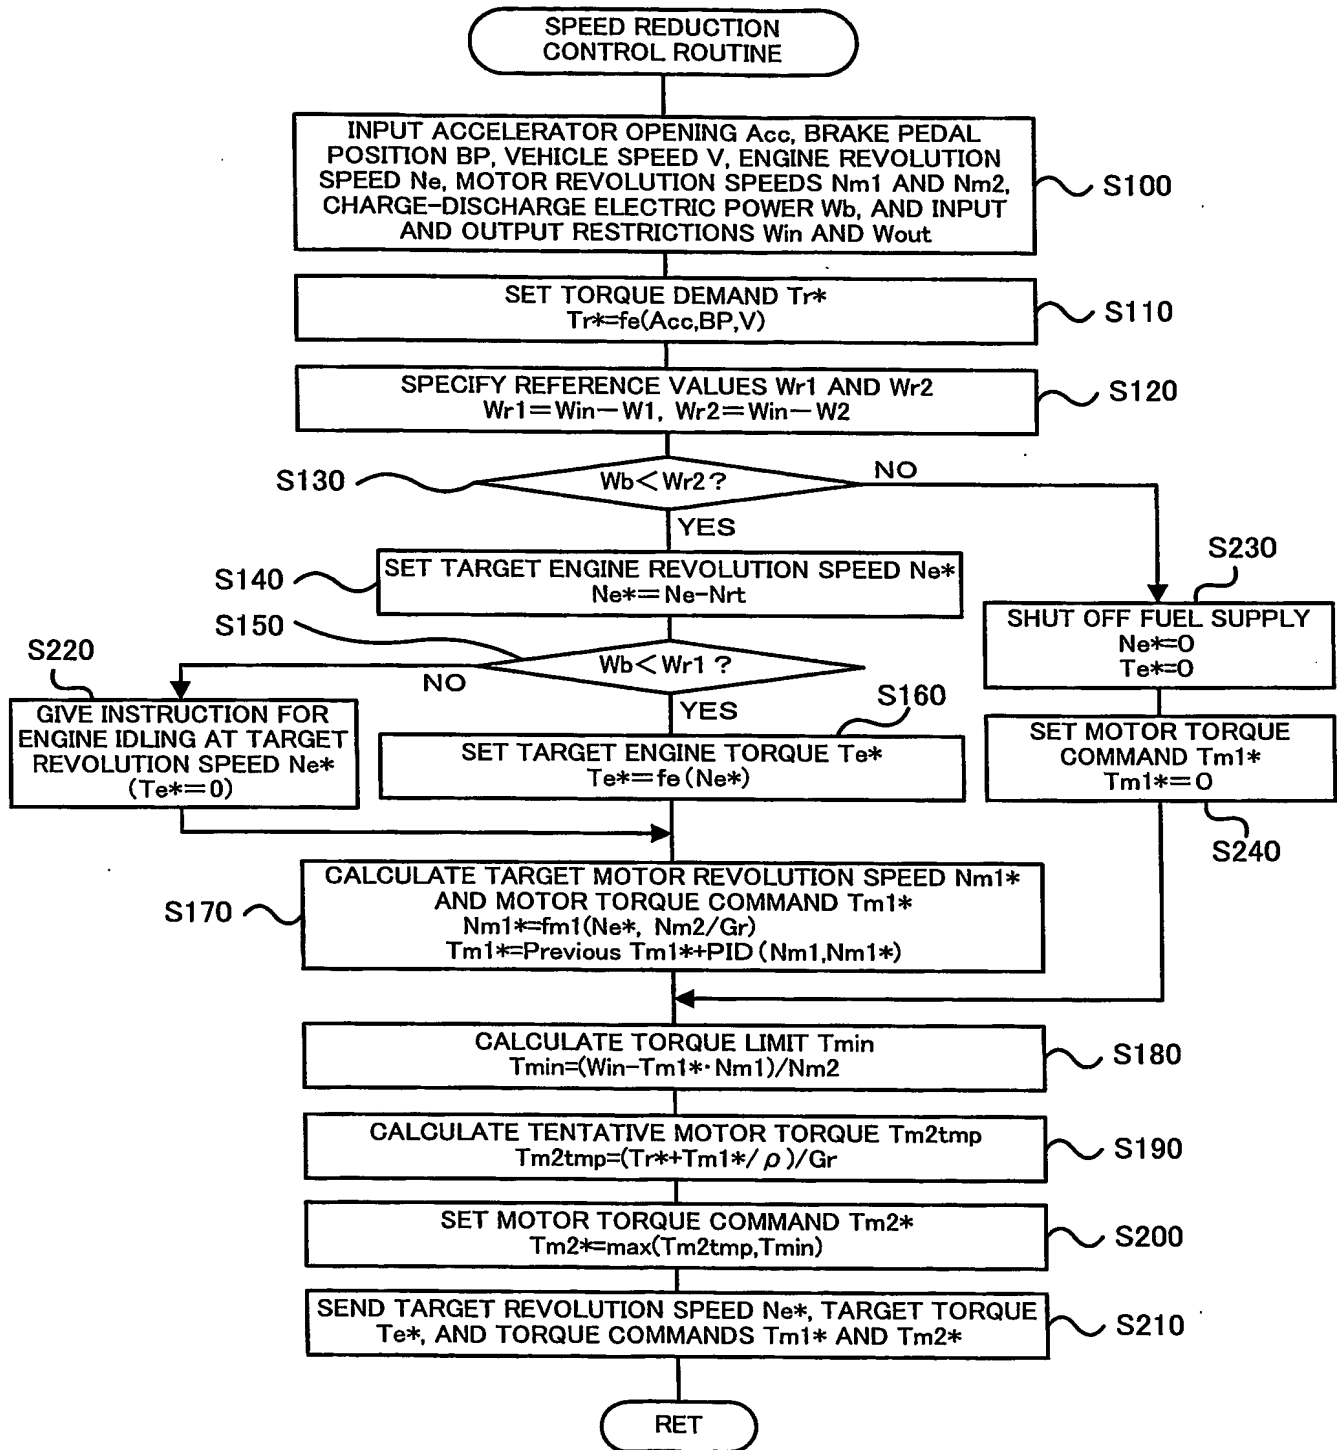 SPEED REDUCTION
CONTROL ROUTINE
INPUT ACCELERATOR OPENING Acc, BRAKE PEDAL
POSITION BP, VEHICLE SPEED V, ENGINE REVOLUTION
SPEED Ne, MOTOR REVOLUTION SPEEDS Nm1 AND Nm2,
CHARGE-DISCHARGE ELECTRIC POWER Wb, AND INPUT
AND OUTPUT RESTRICTIONS Win AND Wout
S100
SET TORQUE DEMAND Tr*
Tr*=fe(Acc,BP,V)
S110
SPECIFY REFERENCE VALUES Wr1 AND Wr2
Wr1=Win-W1, Wr2=Win-W2
S120
S130
Wb<Wr2?
NO
YES
S140
SET TARGET ENGINE REVOLUTION SPEED Ne*
Ne*=Ne-Nrt
S230
SHUT OFF FUEL SUPPLY
Ne*=0
Te*=0
S150
Wb<Wr1?
NO
YES
S220
GIVE INSTRUCTION FOR
ENGINE IDLING AT TARGET
REVOLUTION SPEED Ne*
(Te*=0)
S160
SET TARGET ENGINE TORQUE Te*
Te*=fe(Ne*)
SET MOTOR TORQUE
COMMAND Tm1*
Tm1*=0
S240
S170
CALCULATE TARGET MOTOR REVOLUTION SPEED Nm1*
AND MOTOR TORQUE COMMAND Tm1*
Nm1*=fm1(Ne*, Nm2/Gr)
Tm1*=Previous Tm1*+PID(Nm1,Nm1*)
CALCULATE TORQUE LIMIT Tmin
Tmin=(Win-Tm1*·Nm1)/Nm2
S180
CALCULATE TENTATIVE MOTOR TORQUE Tm2tmp
Tm2tmp=(Tr*+Tm1*/ρ)/Gr
S190
SET MOTOR TORQUE COMMAND Tm2*
Tm2*=max(Tm2tmp,Tmin)
S200
SEND TARGET REVOLUTION SPEED Ne*, TARGET TORQUE
Te*, AND TORQUE COMMANDS Tm1* AND Tm2*
S210
RET